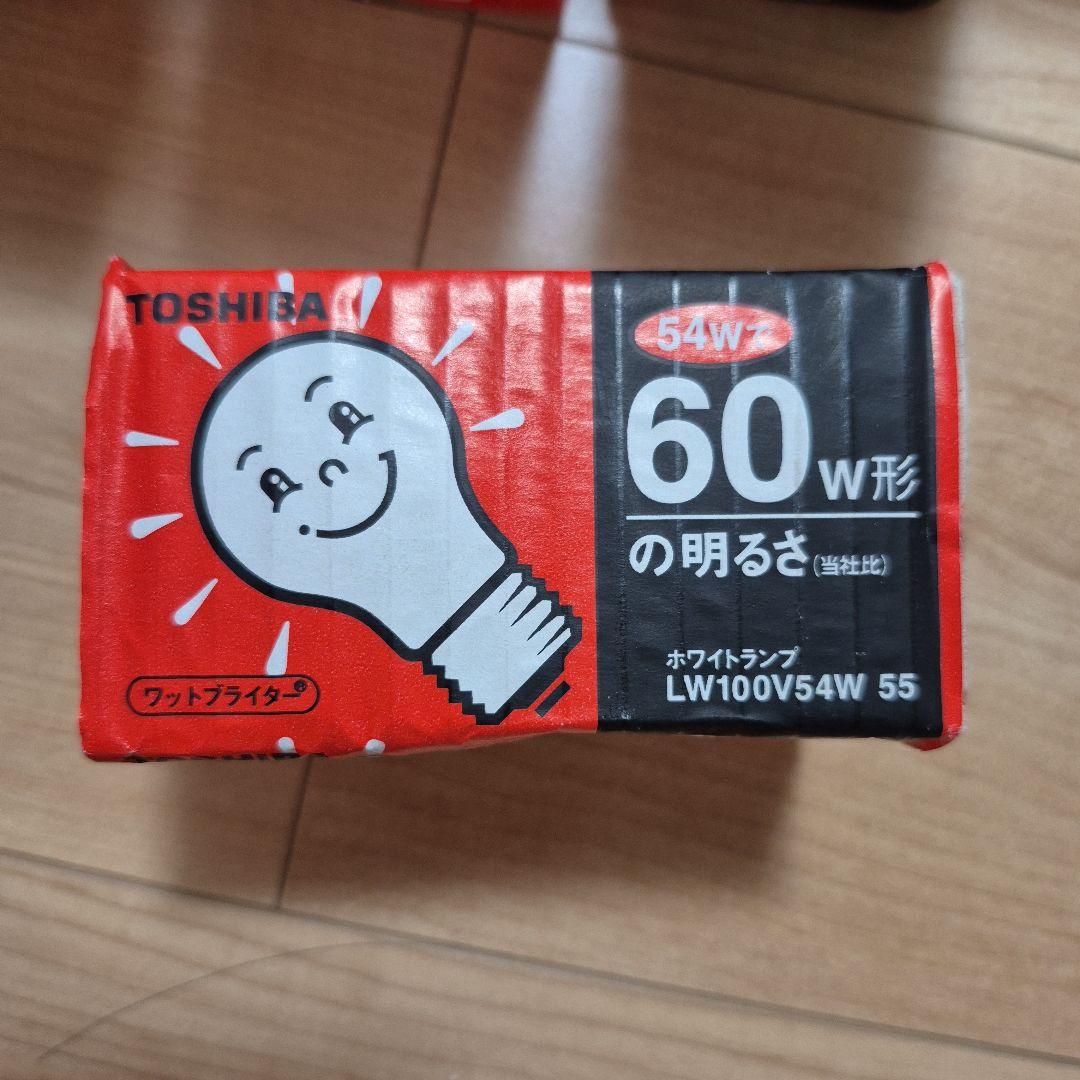 TOSHIBA
54Wで
60W形
の明るさ(当社比)
ホワイトランプ
LW100V54W 55
ワットブライター®